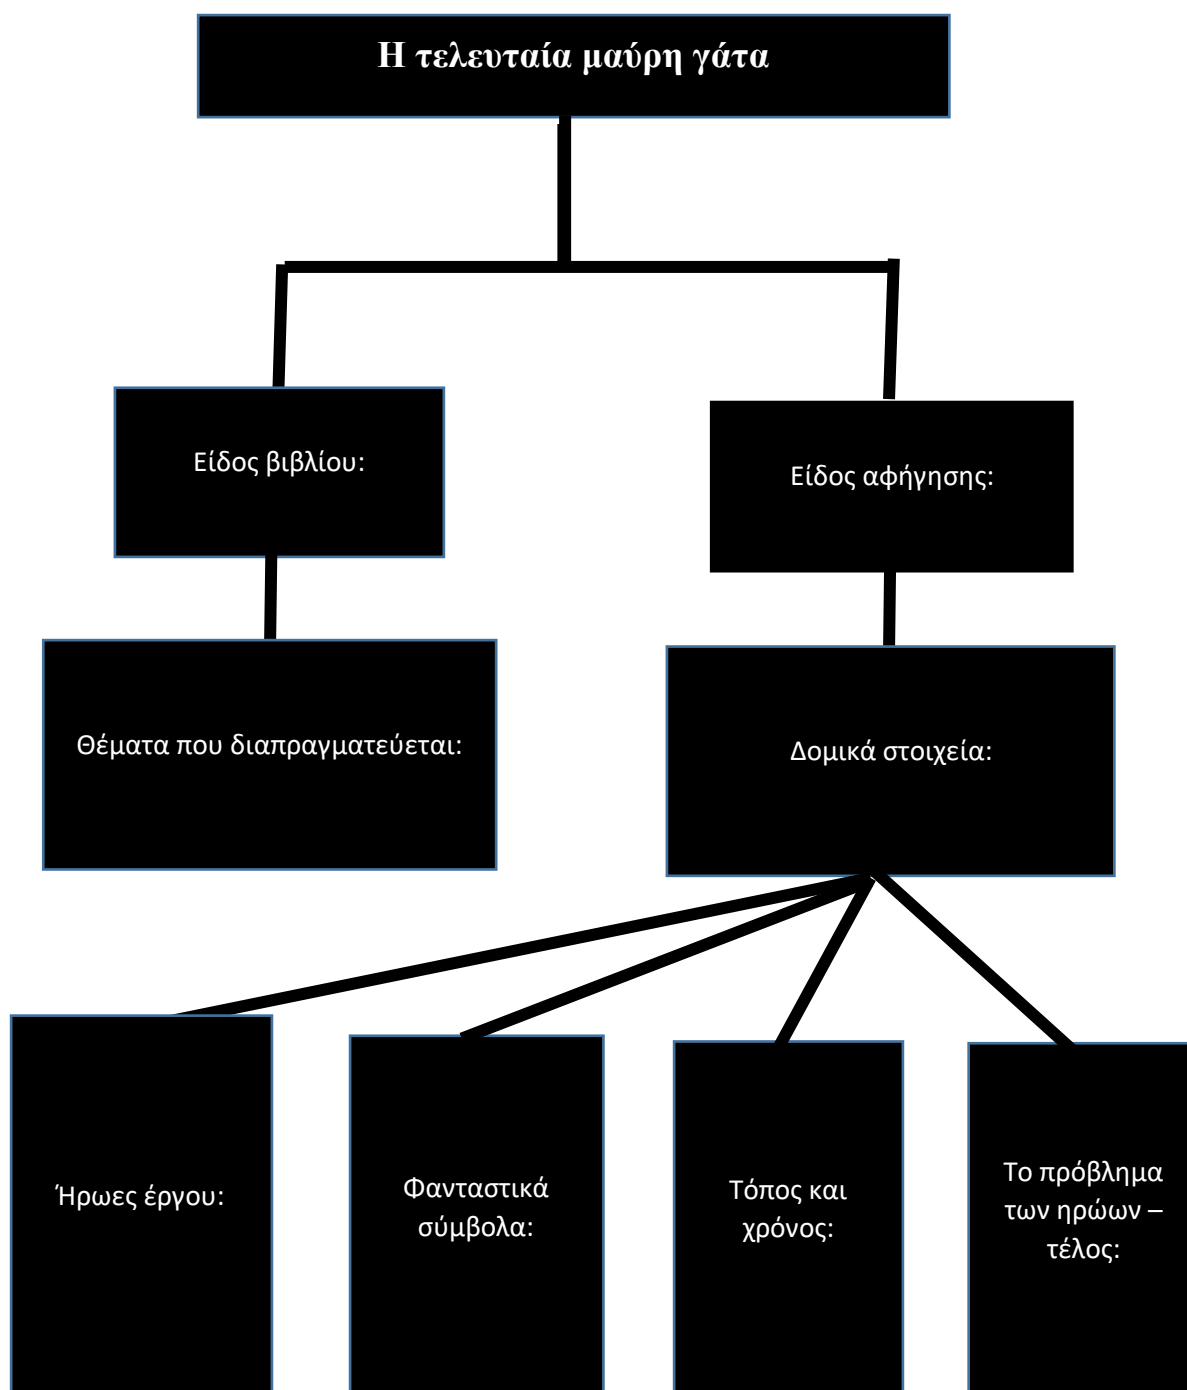 Η τελευταία μαύρη γάτα
Είδος βιβλίου:
Είδος αφήγησης:
Θέματα που διαπραγματεύεται:
Δομικά στοιχεία:
Ήρωες έργου:
Φανταστικά
σύμβολα:
Τόπος και
χρόνος:
Το πρόβλημα
των ηρώων –
τέλος: